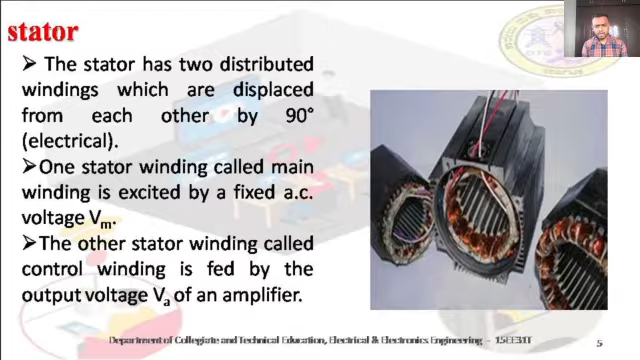 stator
➢ The stator has two distributed
windings which are displaced
from each other by 90°
(electrical).
➢One stator winding called main
winding is excited by a fixed a.c.
voltage Vm.
➢The other stator winding called
control winding is fed by the
output voltage Va of an amplifier.
Department of Collegiate and Technical Education, Electrical & Electronics Engineering – 15EE31T
5